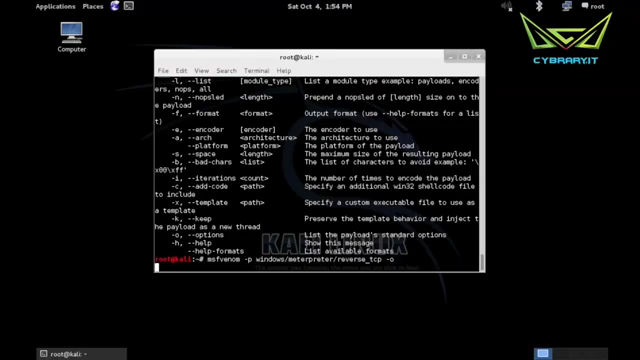 Applications Places Sat Oct 4, 1:54 PM root
Computer
CYBRARY.IT
root@kali: ~
File Edit View Search Terminal Help
-l, --list [module_type] List a module type example: payloads, encod
ers, nops, all
-n, --nopsled <length> Prepend a nopsled of [length] size on to the
payload
-f, --format <format> Output format (use --help-formats for a lis
t)
-e, --encoder [encoder] The encoder to use
-a, --arch <architecture> The architecture to use
--platform <platform> The platform of the payload
-s, --space <length> The maximum size of the resulting payload
-b, --bad-chars <list> The list of characters to avoid example: '\
x00\xff'
-i, --iterations <count> The number of times to encode the payload
-c, --add-code <path> Specify an additional win32 shellcode file
to include
-x, --template <path> Specify a custom executable file to use as
a template
-k, --keep Preserve the template behavior and inject
the payload as a new thread
-o, --options List the payload's standard options
-h, --help Show this message
--help-formats List available formats
root@kali:~# msfvenom -p windows/meterpreter/reverse_tcp -o
root@kali: ~